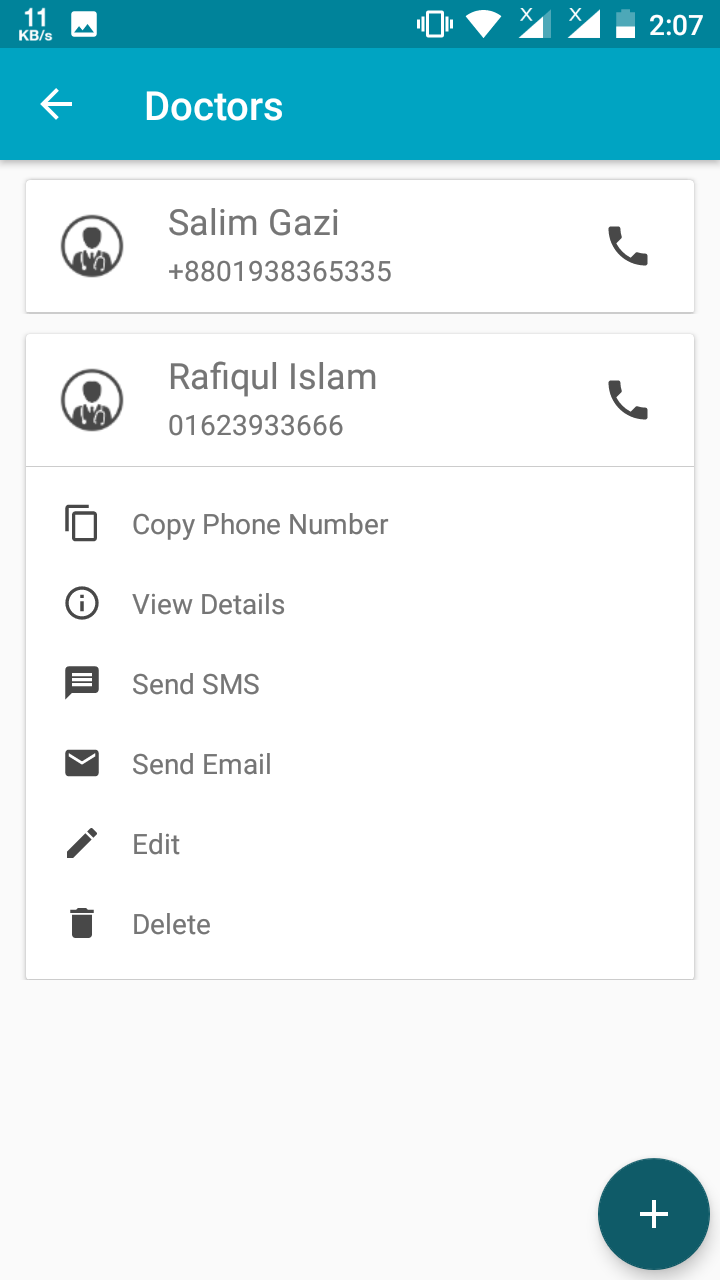 11
KB/s
X
X
2:07
Doctors
Salim Gazi
+8801938365335
Rafiqul Islam
01623933666
Copy Phone Number
View Details
Send SMS
Send Email
Edit
Delete